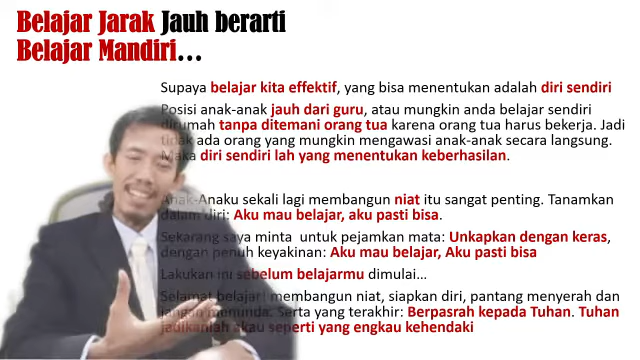 Belajar Jarak Jauh berarti
Belajar Mandiri...
Supaya belajar kita effektif, yang bisa menentukan adalah diri sendiri
Posisi anak-anak jauh dari guru, atau mungkin anda belajar sendiri
dirumah tanpa ditemani orang tua karena orang tua harus bekerja. Jadi
tidak ada orang yang mungkin mengawasi anak-anak secara langsung.
Maka diri sendiri lah yang menentukan keberhasilan.
Anak-Anaku sekali lagi membangun niat itu sangat penting. Tanamkan
dalam diri: Aku mau belajar, aku pasti bisa.
Sekarang saya minta untuk pejamkan mata: Unkapkan dengan keras,
dengan penuh keyakinan: Aku mau belajar, Aku pasti bisa
Lakukan ini sebelum belajarmu dimulai...
Selamat belajar membangun niat, siapkan diri, pantang menyerah dan
jangan menunda. Serta yang terakhir: Berpasrah kepada Tuhan. Tuhan
jadikanlah akau seperti yang engkau kehendaki